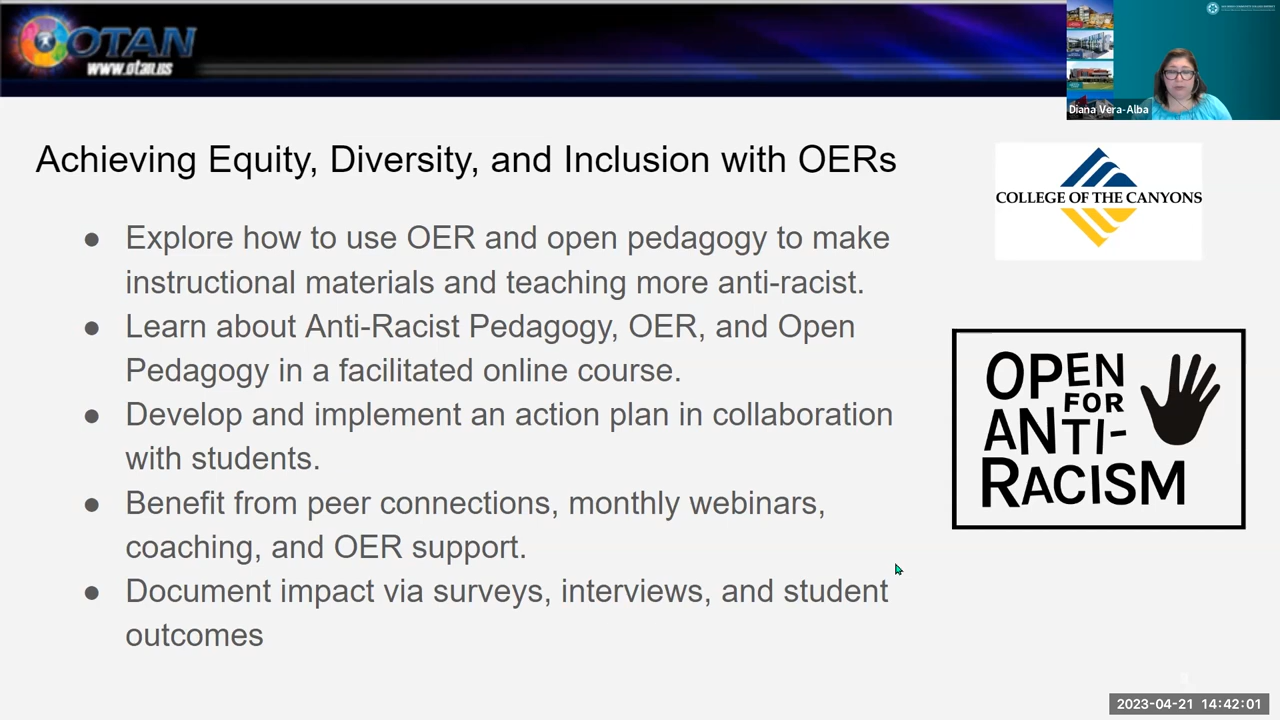 OTAN
www.otan.us
Diana Vera-Alba
Achieving Equity, Diversity, and Inclusion with OERs
COLLEGE OF THE CANYONS
● Explore how to use OER and open pedagogy to make
instructional materials and teaching more anti-racist.
● Learn about Anti-Racist Pedagogy, OER, and Open
Pedagogy in a facilitated online course.
● Develop and implement an action plan in collaboration
with students.
● Benefit from peer connections, monthly webinars,
coaching, and OER support.
● Document impact via surveys, interviews, and student
outcomes
OPEN
FOR
ANTI-
RACISM
2023-04-21 14:42:01